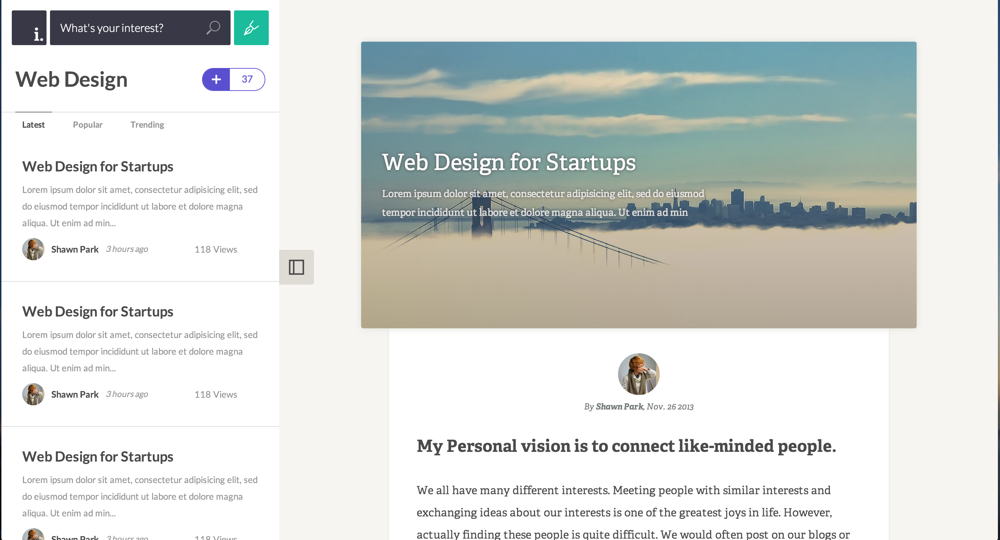 i.
What's your interest?
Web Design
37
Latest
Popular
Trending
Web Design for Startups
Lorem ipsum dolor sit amet, consectetur adipisicing elit, sed
do eiusmod tempor incididunt ut labore et dolore magna
aliqua. Ut enim ad min...
Shawn Park 3 hours ago 118 Views
Web Design for Startups
Lorem ipsum dolor sit amet, consectetur adipisicing elit, sed
do eiusmod tempor incididunt ut labore et dolore magna
aliqua. Ut enim ad min...
Shawn Park 3 hours ago 118 Views
Web Design for Startups
Lorem ipsum dolor sit amet, consectetur adipisicing elit, sed
do eiusmod tempor incididunt ut labore et dolore magna
aliqua. Ut enim ad min...
Shawn Park 3 hours ago 118 Views
Web Design for Startups
Lorem ipsum dolor sit amet, consectetur adipisicing elit, sed do eiusmod
tempor incididunt ut labore et dolore magna aliqua. Ut enim ad min
By Shawn Park, Nov. 26 2013
My Personal vision is to connect like-minded people.
We all have many different interests. Meeting people with similar interests and
exchanging ideas about our interests is one of the greatest joys in life. However,
actually finding these people is quite difficult. We would often post on our blogs or